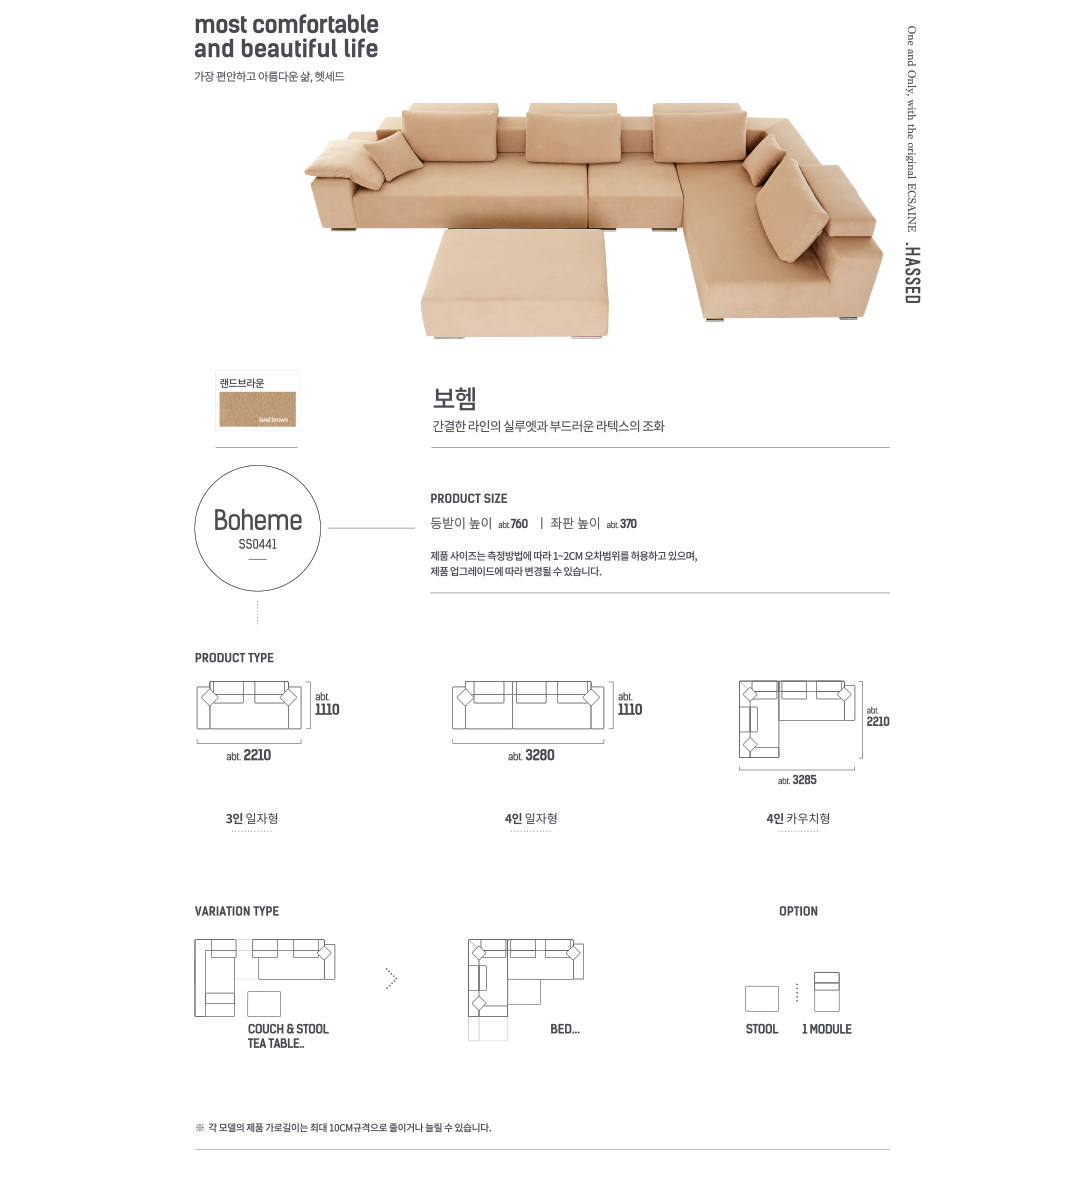 most comfortable
and beautiful life
가장 편안하고 아름다운 삶, 헷세드
One and Only, with the original ECSAINE .HASSED
랜드브라운
land brown
보헴
간결한 라인의 실루엣과 부드러운 라텍스의 조화
Boheme
SS0441
PRODUCT SIZE
등받이 높이 abt.760 | 좌판 높이 abt.370
제품 사이즈는 측정방법에 따라 1~2CM 오차범위를 허용하고 있으며,
제품 업그레이드에 따라 변경될 수 있습니다.
PRODUCT TYPE
abt.
1110
abt. 2210
3인 일자형
abt.
1110
abt. 3280
4인 일자형
abt.
2210
abt. 3285
4인 카우치형
VARIATION TYPE
COUCH & STOOL
TEA TABLE..
BED...
OPTION
STOOL
1 MODULE
※ 각 모델의 제품 가로길이는 최대 10CM규격으로 줄이거나 늘릴 수 있습니다.